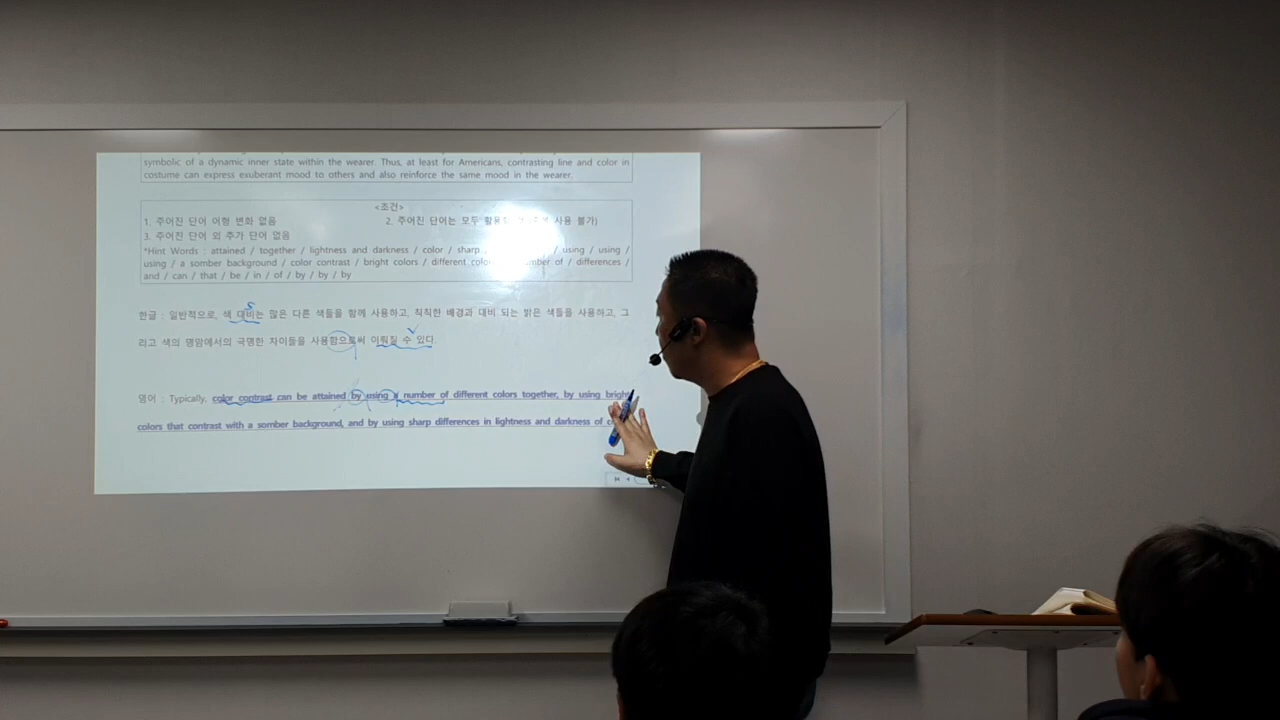 symbolic of a dynamic inner state within the wearer. Thus, at least for Americans, contrasting line and color in
costume can express exuberant mood to others and also reinforce the same mood in the wearer.
<조건>
1. 주어진 단어 어형 변화 없음 2. 주어진 단어는 모두 활용 사용 불가)
3. 주어진 단어 외 추가 단어 없음
*Hint Words : attained / together / lightness and darkness / color / sharp / using / using /
using / a somber background / color contrast / bright colors / different of / differences /
and / can / that / be / in / of / by / by / by
한글 : 일반적으로, 색 대비는 많은 다른 색들을 함께 사용하고, 칙칙한 배경과 대비 되는 밝은 색들을 사용하고, 그
리고 색의 명암에서의 극명한 차이들을 사용함으로써 이뤄질 수 있다.
영어 : Typically, color contrast can be attained by using a number of different colors together, by using bright
colors that contrast with a somber background, and by using sharp differences in lightness and darkness of